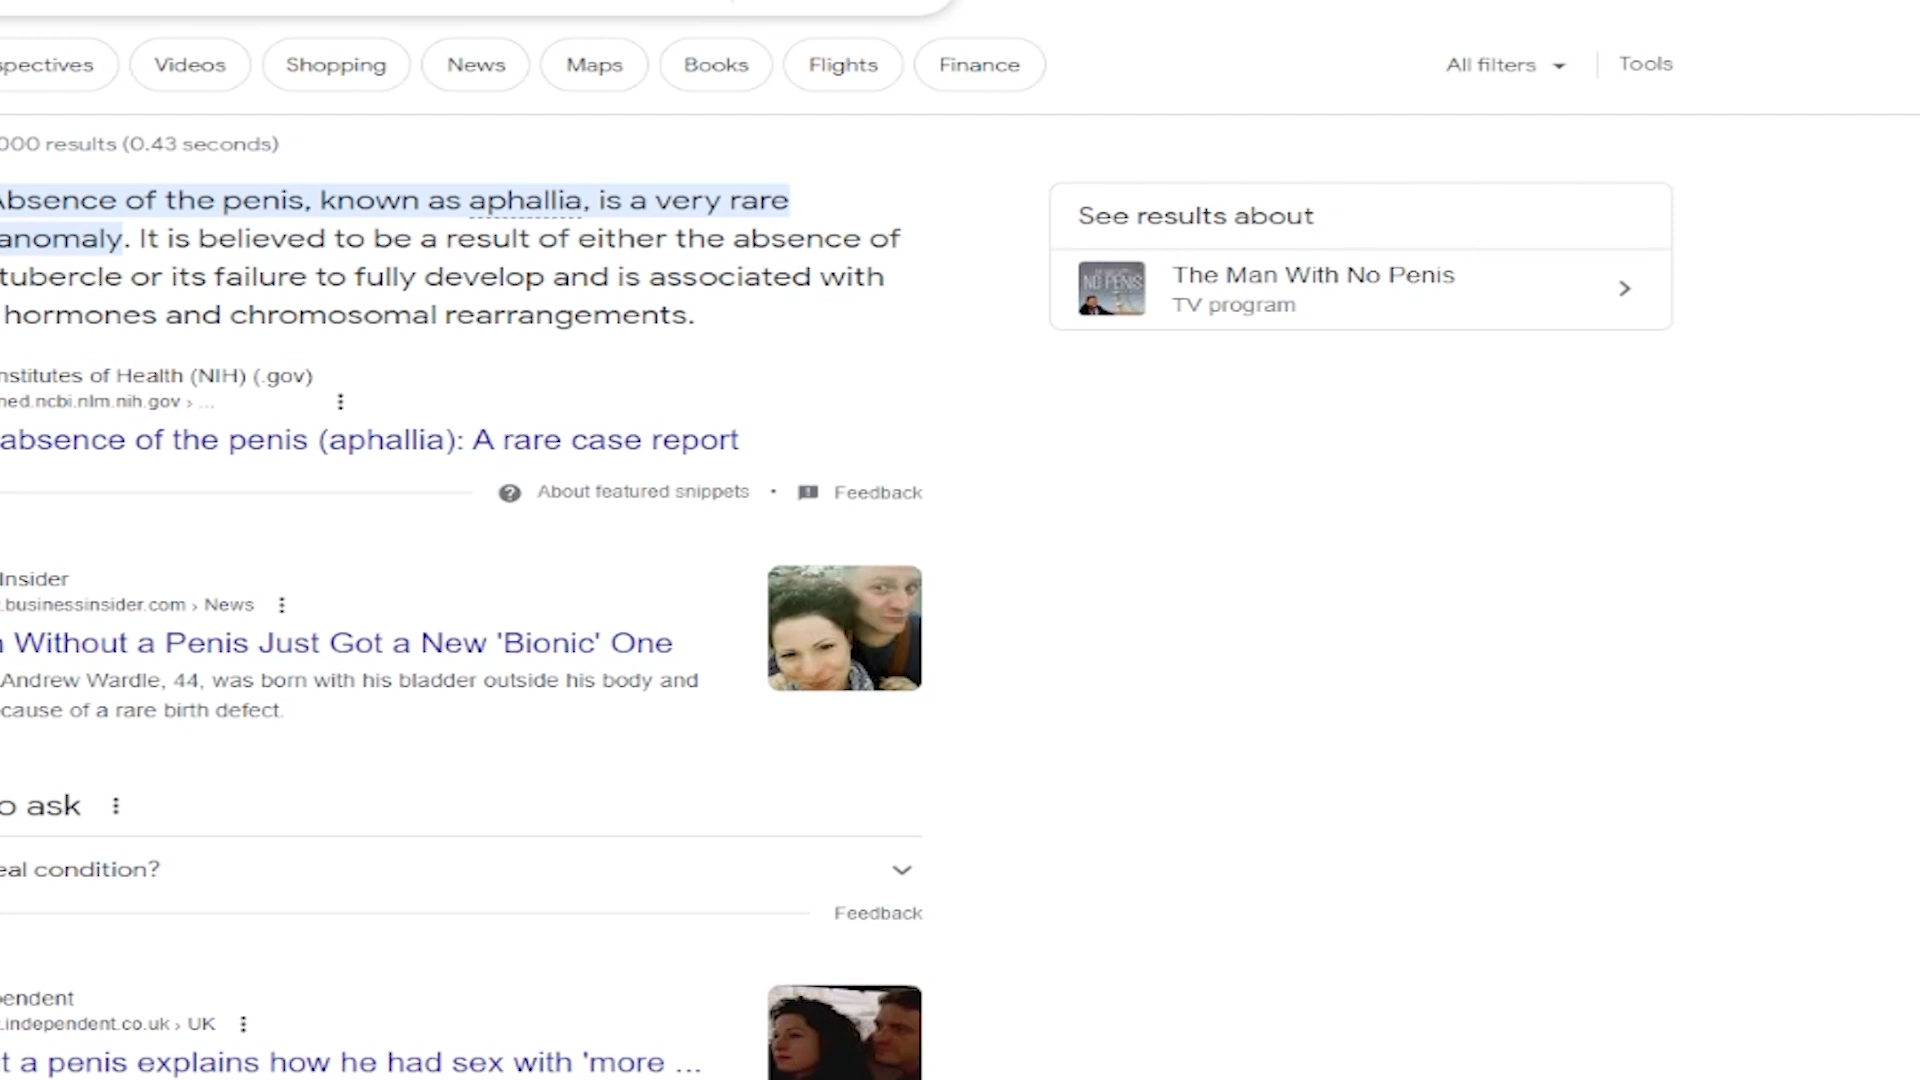 spectives Videos Shopping News Maps Books Flights Finance All filters Tools
000 results (0.43 seconds)
Absence of the penis, known as aphallia, is a very rare
anomaly. It is believed to be a result of either the absence of
tubercle or its failure to fully develop and is associated with
hormones and chromosomal rearrangements.
nstitutes of Health (NIH) (.gov)
ned.ncbi.nlm.nih.gov › ...
absence of the penis (aphallia): A rare case report
About featured snippets • Feedback
See results about
NO PENIS
The Man With No Penis
TV program
Insider
.businessinsider.com › News
n Without a Penis Just Got a New 'Bionic' One
Andrew Wardle, 44, was born with his bladder outside his body and
cause of a rare birth defect.
o ask
eal condition?
Feedback
pendent
.independent.co.uk › UK
t a penis explains how he had sex with 'more ...